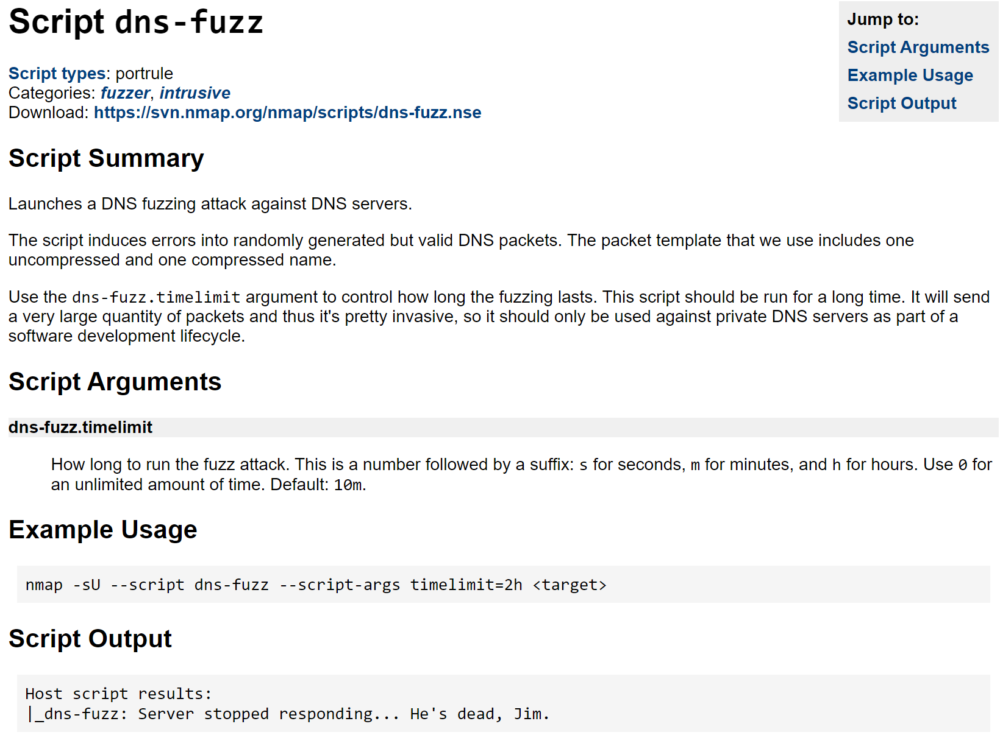 Script dns-fuzz
Jump to:
Script Arguments
Example Usage
Script Output
Script types: portrule
Categories: fuzzer, intrusive
Download: https://svn.nmap.org/nmap/scripts/dns-fuzz.nse
Script Summary
Launches a DNS fuzzing attack against DNS servers.
The script induces errors into randomly generated but valid DNS packets. The packet template that we use includes one
uncompressed and one compressed name.
Use the dns-fuzz.timelimit argument to control how long the fuzzing lasts. This script should be run for a long time. It will send
a very large quantity of packets and thus it's pretty invasive, so it should only be used against private DNS servers as part of a
software development lifecycle.
Script Arguments
dns-fuzz.timelimit
How long to run the fuzz attack. This is a number followed by a suffix: s for seconds, m for minutes, and h for hours. Use 0 for
an unlimited amount of time. Default: 10m.
Example Usage
nmap -sU --script dns-fuzz --script-args timelimit=2h <target>
Script Output
Host script results:
|_dns-fuzz: Server stopped responding... He's dead, Jim.